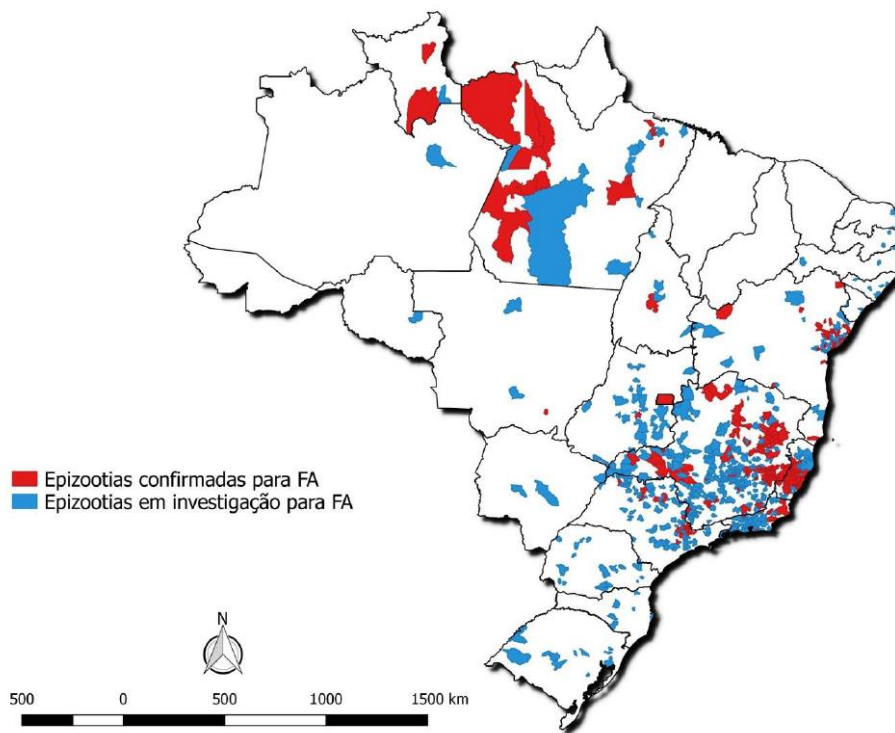 Epizootias confirmadas para FA
Epizootias em investigação para FA
N
500 0 500 1000 1500 km